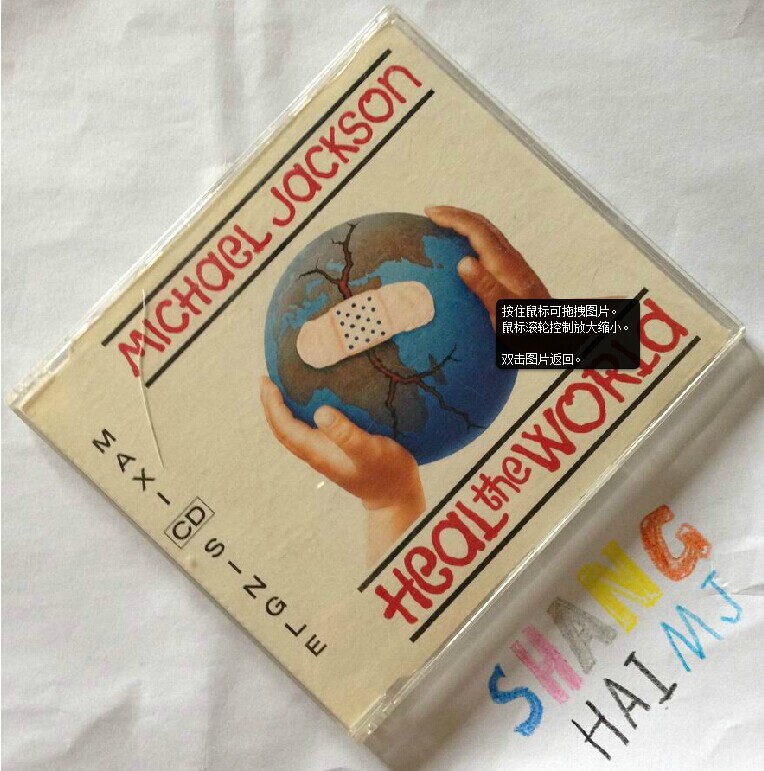 MICHAEL JACKSON
HEAL the WORLD
MAXI CD SINGLE
按住鼠标可拖拽图片。
鼠标滚轮控制放大缩小。
双击图片返回。
SHANG
HAI MJ